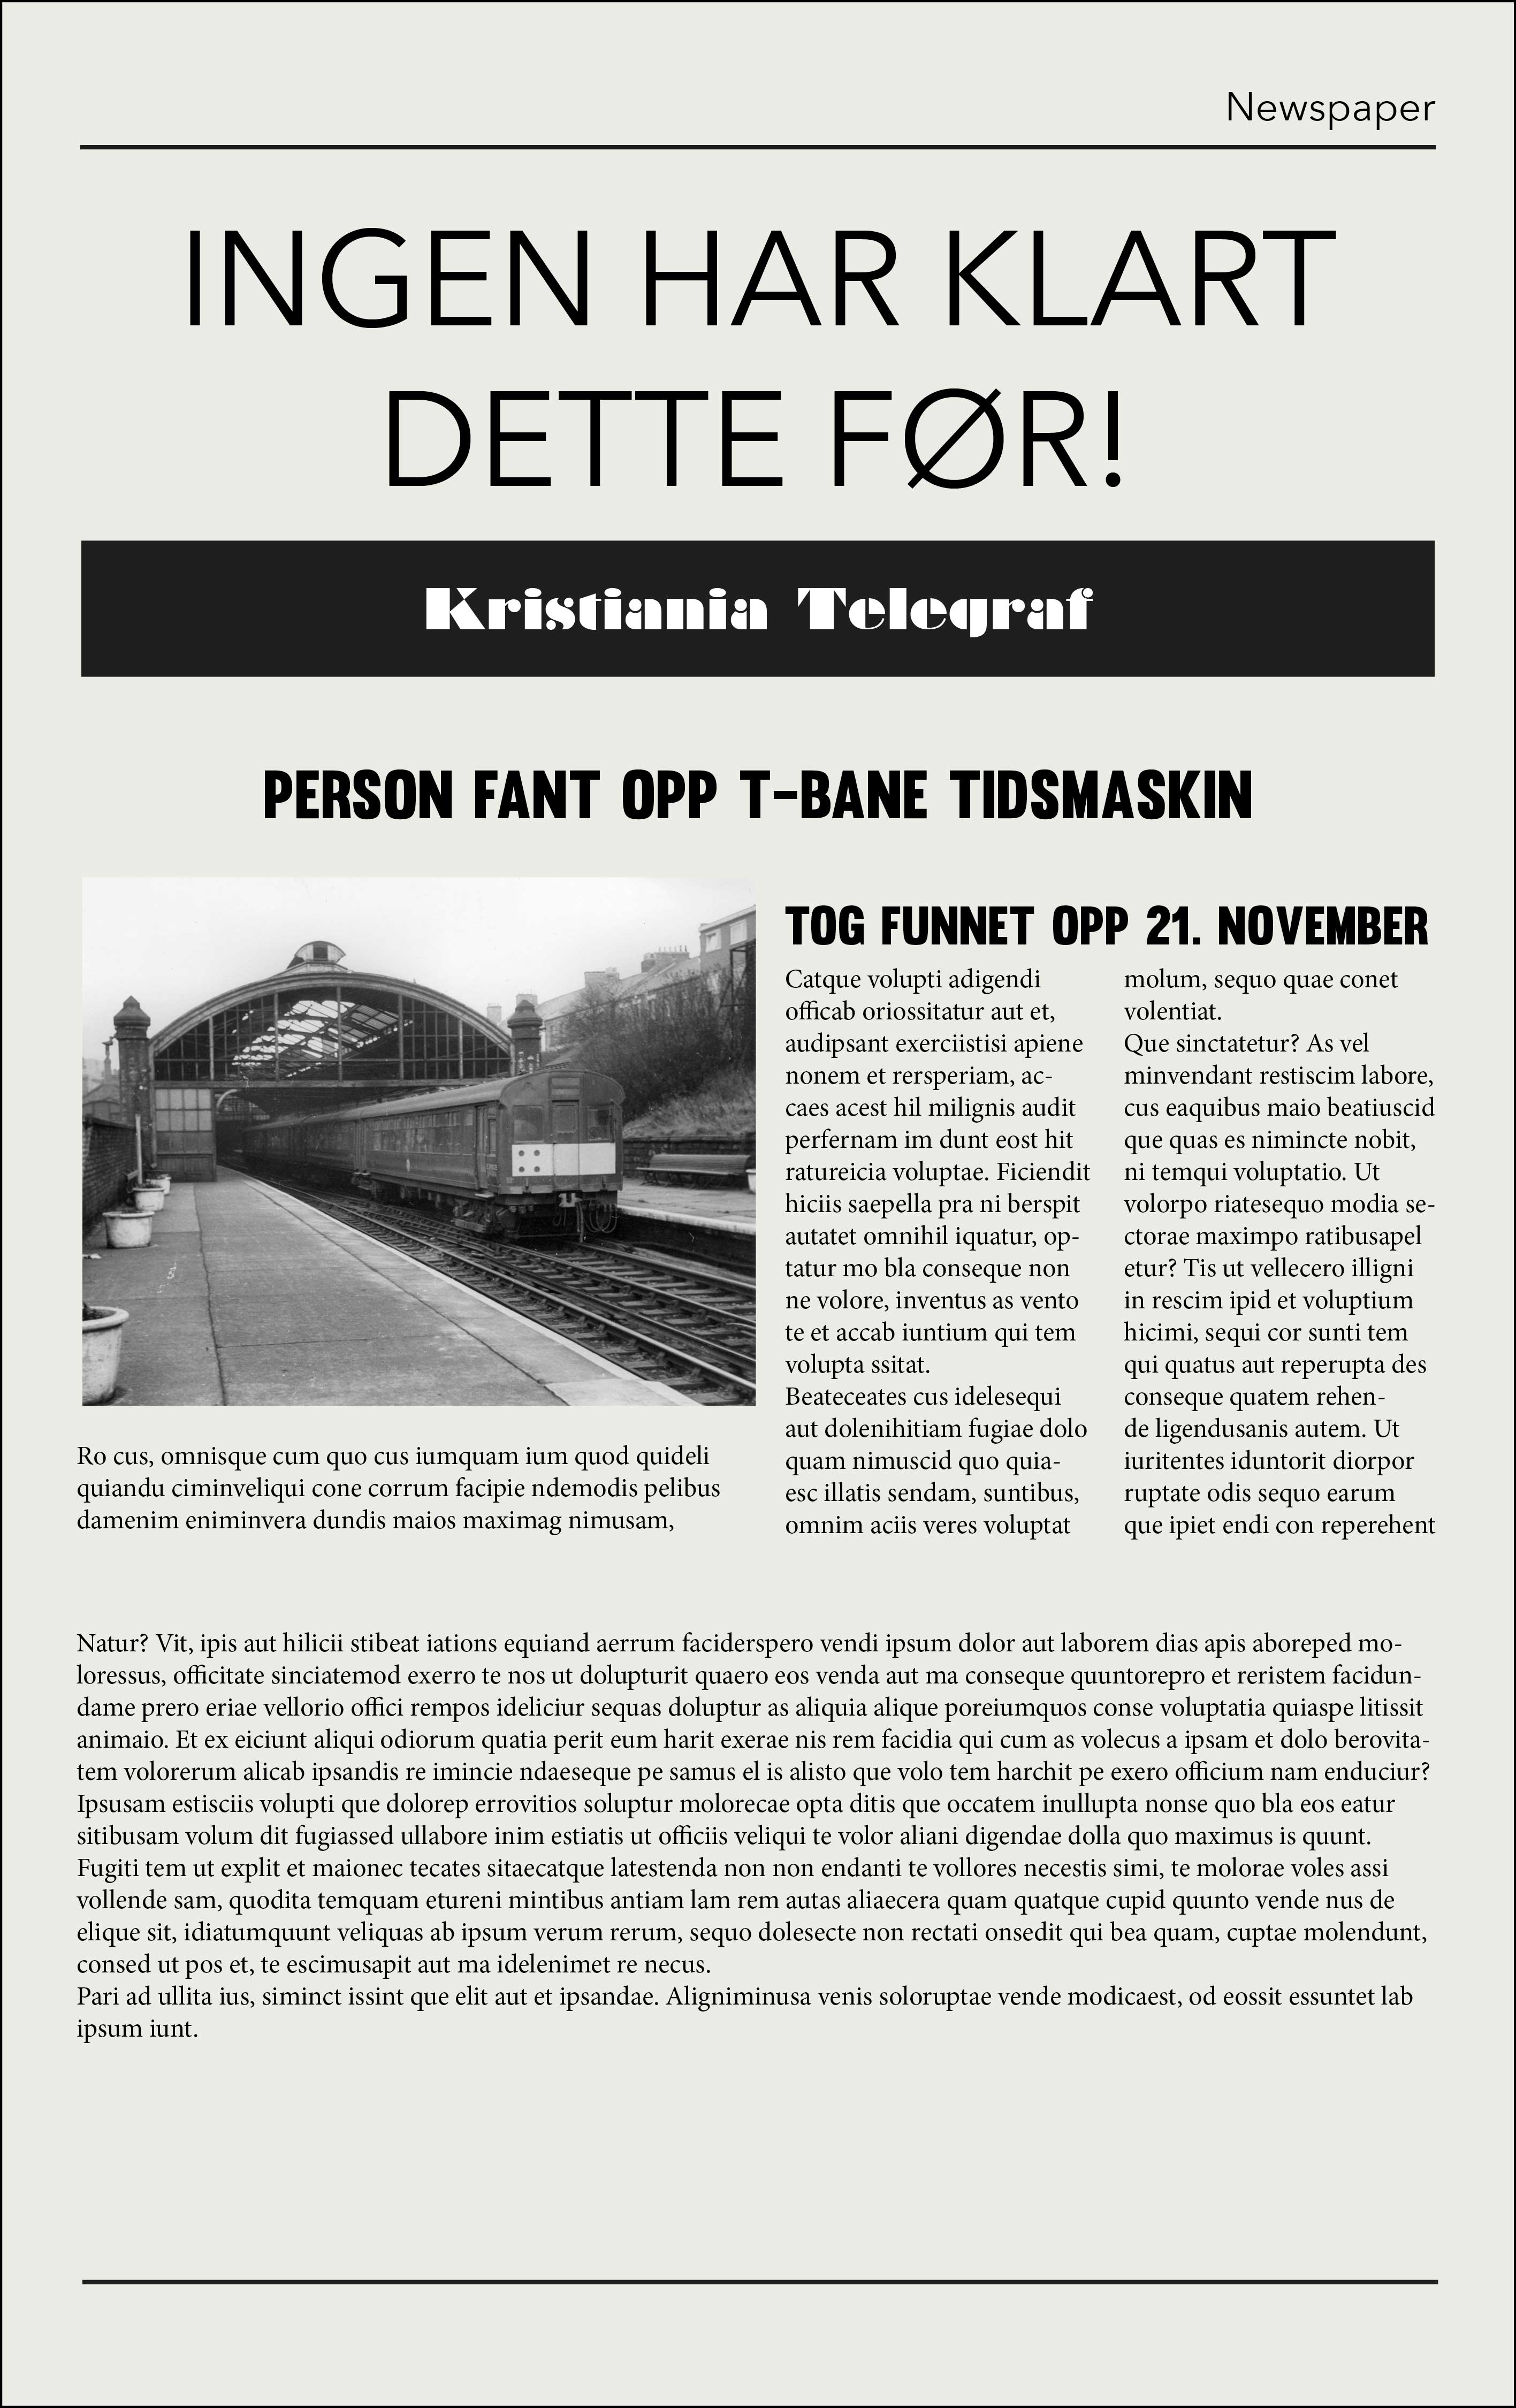 Newspaper
INGEN HAR KLART
DETTE FØR!
Kristiania Telegraf
PERSON FANT OPP T-BANE TIDSMASKIN
TOG FUNNET OPP 21. NOVEMBER
Catque volupti adigendi
officab oriossitatur aut et,
audipsant exerciistisi apiene
nonem et rersperiam, ac-
caes acest hil milignis audit
perfernam im dunt eost hit
ratureicia voluptae. Ficiendit
hiciis saepella pra ni berspit
autatet omnihil iquatur, op-
tatur mo bla conseque non
ne volore, inventus as vento
te et accab iuntium qui tem
volupta ssitat.
Beateceates cus idelesequi
aut dolenihitiam fugiae dolo
quam nimuscid quo quia-
esc illatis sendam, suntibus,
omnim aciis veres voluptat
molum, sequo quae conet
volentiat.
Que sinctatetur? As vel
minvendant restiscim labore,
cus eaquibus maio beatiuscid
que quas es nimincte nobit,
ni temqui voluptatio. Ut
volorpo riatesequo modia se-
ctorae maximpo ratibusapel
etur? Tis ut vellecero illigni
in rescim ipid et voluptium
hicimi, sequi cor sunti tem
qui quatus aut reperupta des
conseque quatem rehen-
de ligendusanis autem. Ut
iuritentes iduntorit diorpor
ruptate odis sequo earum
que ipiet endi con reperehent
Ro cus, omnisque cum quo cus iumquam ium quod quideli
quiandu ciminveliqui cone corrum facipie ndemodis pelibus
damenim eniminvera dundis maios maximag nimusam,
Natur? Vit, ipis aut hilicii stibeat iations equiand aerrum faciderspero vendi ipsum dolor aut laborem dias apis aboreped mo-
loressus, officitate sinciatemod exerro te nos ut dolupturit quaero eos venda aut ma conseque quuntorepro et reristem facidun-
dame prero eriae vellorio offici rempos ideliciur sequas doluptur as aliquia alique poreiumquos conse voluptatia quiaspe litissit
animaio. Et ex eiciunt aliqui odiorum quatia perit eum harit exerae nis rem facidia qui cum as volecus a ipsam et dolo berovita-
tem volorerum alicab ipsandis re imincie ndaeseque pe samus el is alisto que volo tem harchit pe exero officium nam enduciur?
Ipsusam estisciis volupti que dolorep errovitios soluptur molorecae opta ditis que occatem inullupta nonse quo bla eos eatur
sitibusam volum dit fugiassed ullabore inim estiatis ut officiis veliqui te volor aliani digendae dolla quo maximus is quunt.
Fugiti tem ut explit et maionec tecates sitaecatque latestenda non non endanti te vollores necestis simi, te molorae voles assi
vollende sam, quodita temquam etureni mintibus antiam lam rem autas aliaecera quam quatque cupid quunto vende nus de
elique sit, idiatumquunt veliquas ab ipsum verum rerum, sequo dolesecte non rectati onsedit qui bea quam, cuptae molendunt,
consed ut pos et, te escimusapit aut ma idelenimet re necus.
Pari ad ullita ius, siminct issint que elit aut et ipsandae. Aligniminusa venis soloruptae vende modicaest, od eossit essuntet lab
ipsum iunt.